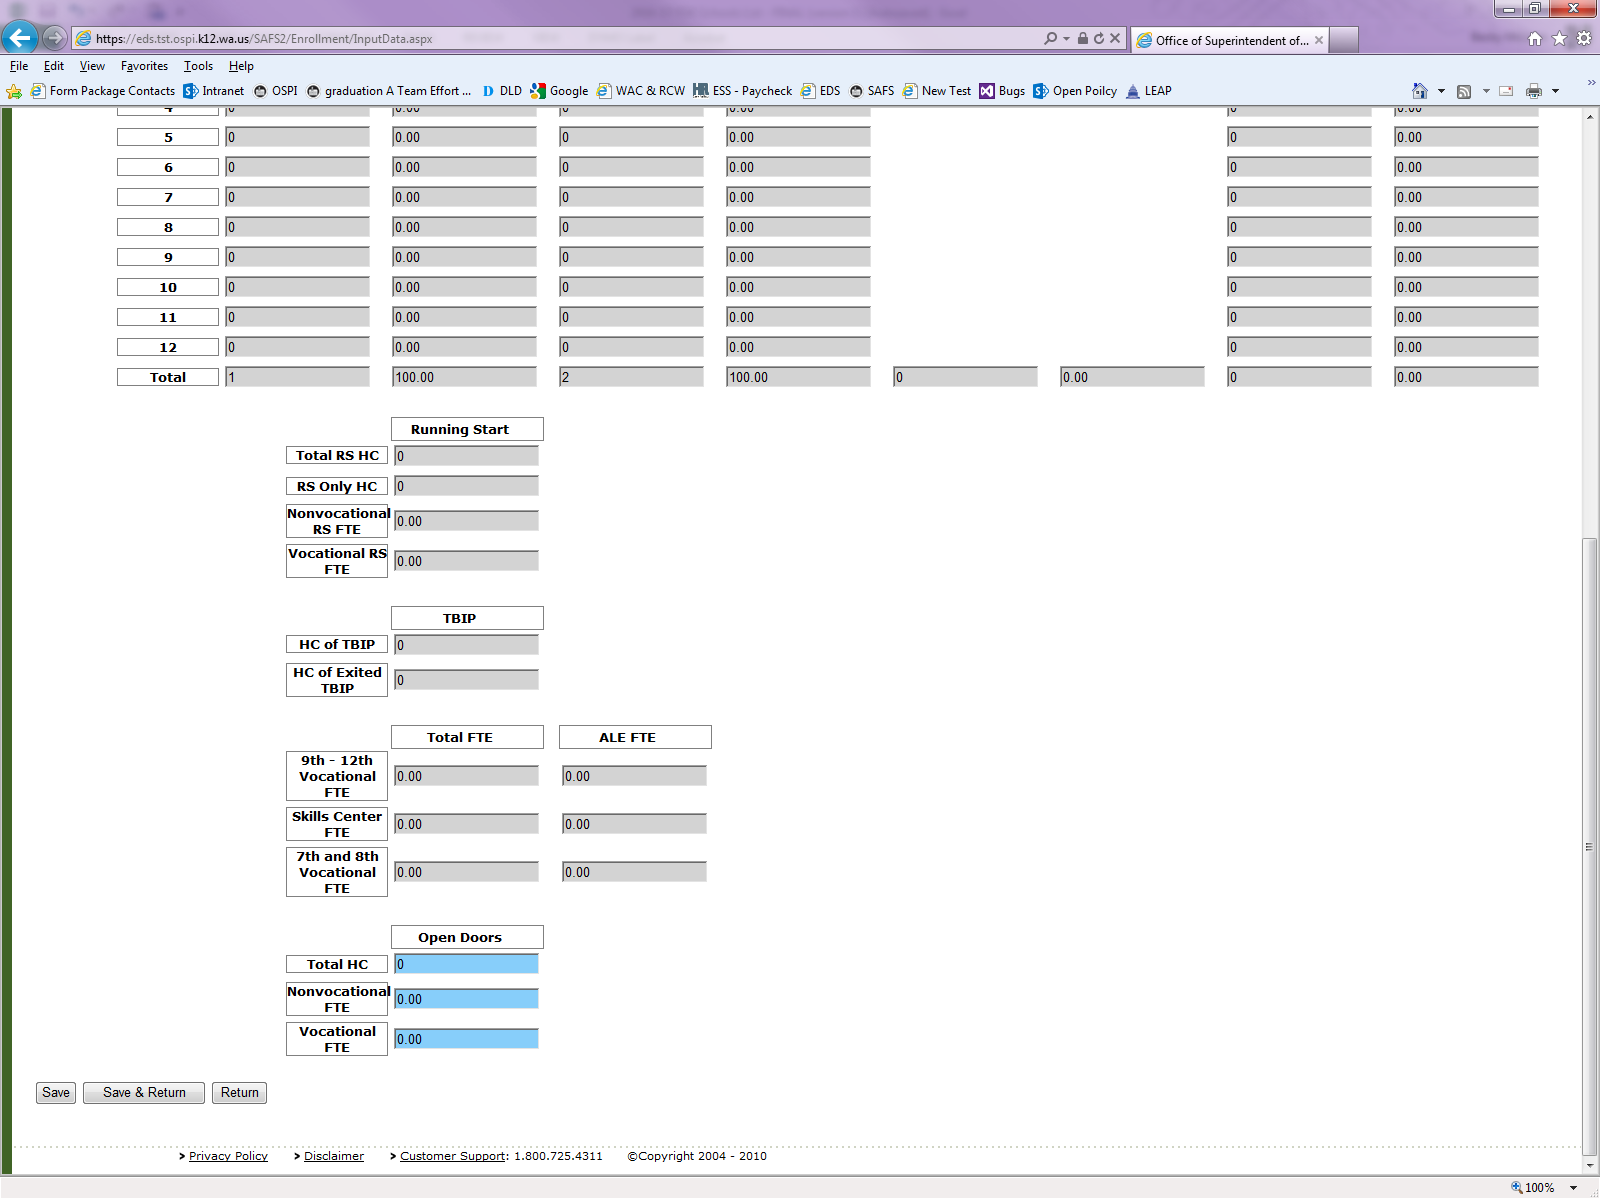 https://eds.tst.ospi.k12.wa.us/SAFS2/Enrollment/InputData.aspx
Office of Superintendent of...
File Edit View Favorites Tools Help
Form Package Contacts Intranet OSPI graduation A Team Effort ... DLD Google WAC & RCW ESS - Paycheck EDS SAFS New Test Bugs Open Poilcy LEAP
4 0 0.00 0 0.00 0 0.00
5 0 0.00 0 0.00 0 0.00
6 0 0.00 0 0.00 0 0.00
7 0 0.00 0 0.00 0 0.00
8 0 0.00 0 0.00 0 0.00
9 0 0.00 0 0.00 0 0.00
10 0 0.00 0 0.00 0 0.00
11 0 0.00 0 0.00 0 0.00
12 0 0.00 0 0.00 0 0.00
Total 1 100.00 2 100.00 0 0.00 0 0.00
Running Start
Total RS HC 0
RS Only HC 0
Nonvocational
RS FTE 0.00
Vocational RS
FTE 0.00
TBIP
HC of TBIP 0
HC of Exited
TBIP 0
Total FTE ALE FTE
9th - 12th
Vocational 0.00 0.00
FTE
Skills Center
FTE 0.00 0.00
7th and 8th
Vocational 0.00 0.00
FTE
Open Doors
Total HC 0
Nonvocational
FTE 0.00
Vocational
FTE 0.00
Save Save & Return Return
> Privacy Policy > Disclaimer > Customer Support: 1.800.725.4311 ©Copyright 2004 - 2010
100%